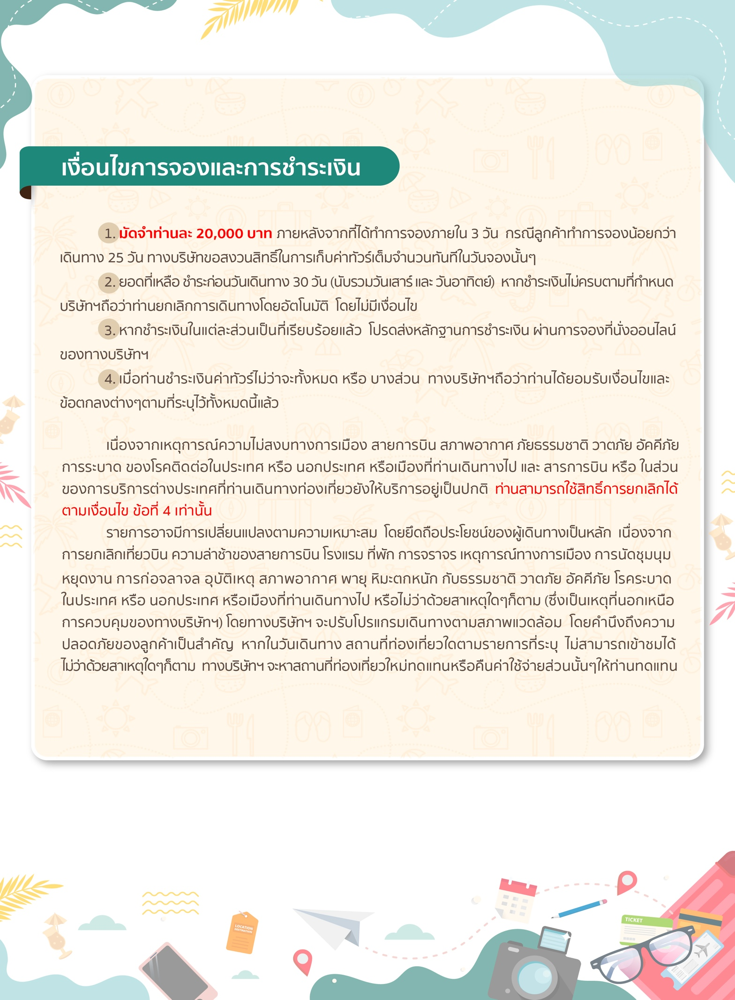 เงื่อนไขการจองและการชำระเงิน
1. มัดจำท่านละ 20,000 บาท ภายหลังจากที่ได้ทำการจองภายใน 3 วัน กรณีลูกค้าทำการจองน้อยกว่า
เดินทาง 25 วัน ทางบริษัทขอสงวนสิทธิ์ในการเก็บค่าทัวร์เต็มจำนวนทันทีในวันจองนั้นๆ
2. ยอดที่เหลือ ชำระก่อนวันเดินทาง 30 วัน (นับรวมวันเสาร์ และ วันอาทิตย์) หากชำระเงินไม่ครบตามที่กำหนด
บริษัทฯถือว่าท่านยกเลิกการเดินทางโดยอัตโนมัติ โดยไม่มีเงื่อนไข
3. หากชำระเงินในแต่ละส่วนเป็นที่เรียบร้อยแล้ว โปรดส่งหลักฐานการชำระเงิน ผ่านการจองที่นั่งออนไลน์
ของทางบริษัทฯ
4. เมื่อท่านชำระเงินค่าทัวร์ไม่ว่าจะทั้งหมด หรือ บางส่วน ทางบริษัทฯถือว่าท่านได้ยอมรับเงื่อนไขและ
ข้อตกลงต่างๆตามที่ระบุไว้ทั้งหมดนี้แล้ว
เนื่องจากเหตุการณ์ความไม่สงบทางการเมือง สายการบิน สภาพอากาศ ภัยธรรมชาติ วาตภัย อัคคีภัย
การระบาด ของโรคติดต่อในประเทศ หรือ นอกประเทศ หรือเมืองที่ท่านเดินทางไป และ สารการบิน หรือ ในส่วน
ของการบริการต่างประเทศที่ท่านเดินทางท่องเที่ยวยังให้บริการอยู่เป็นปกติ ท่านสามารถใช้สิทธิ์การยกเลิกได้
ตามเงื่อนไข ข้อที่ 4 เท่านั้น
รายการอาจมีการเปลี่ยนแปลงตามความเหมาะสม โดยยึดถือประโยชน์ของผู้เดินทางเป็นหลัก เนื่องจาก
การยกเลิกเที่ยวบิน ความล่าช้าของสายการบิน โรงแรม ที่พัก การจราจร เหตุการณ์ทางการเมือง การนัดชุมนุม
หยุดงาน การก่อจลาจล อุบัติเหตุ สภาพอากาศ พายุ หิมะตกหนัก กับธรรมชาติ วาตภัย อัคคีภัย โรคระบาด
ในประเทศ หรือ นอกประเทศ หรือเมืองที่ท่านเดินทางไป หรือไม่ว่าด้วยสาเหตุใดๆก็ตาม (ซึ่งเป็นเหตุที่นอกเหนือ
การควบคุมของทางบริษัทฯ) โดยทางบริษัทฯ จะปรับโปรแกรมเดินทางตามสภาพแวดล้อม โดยคำนึงถึงความ
ปลอดภัยของลูกค้าเป็นสำคัญ หากในวันเดินทาง สถานที่ท่องเที่ยวใดตามรายการที่ระบุ ไม่สามารถเข้าชมได้
ไม่ว่าด้วยสาเหตุใดๆก็ตาม ทางบริษัทฯ จะหาสถานที่ท่องเที่ยวใหม่ทดแทนหรือคืนค่าใช้จ่ายส่วนนั้นๆให้ท่านทดแทน
LOCATION
DESTINATION
TICKET